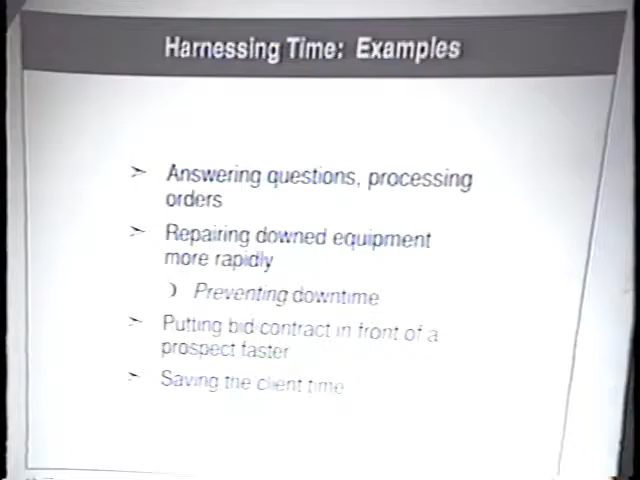 Harnessing Time: Examples
Answering questions, processing
orders
Repairing downed equipment
more rapidly
Preventing downtime
Putting bid contract in front of a
prospect faster
Saving the client time